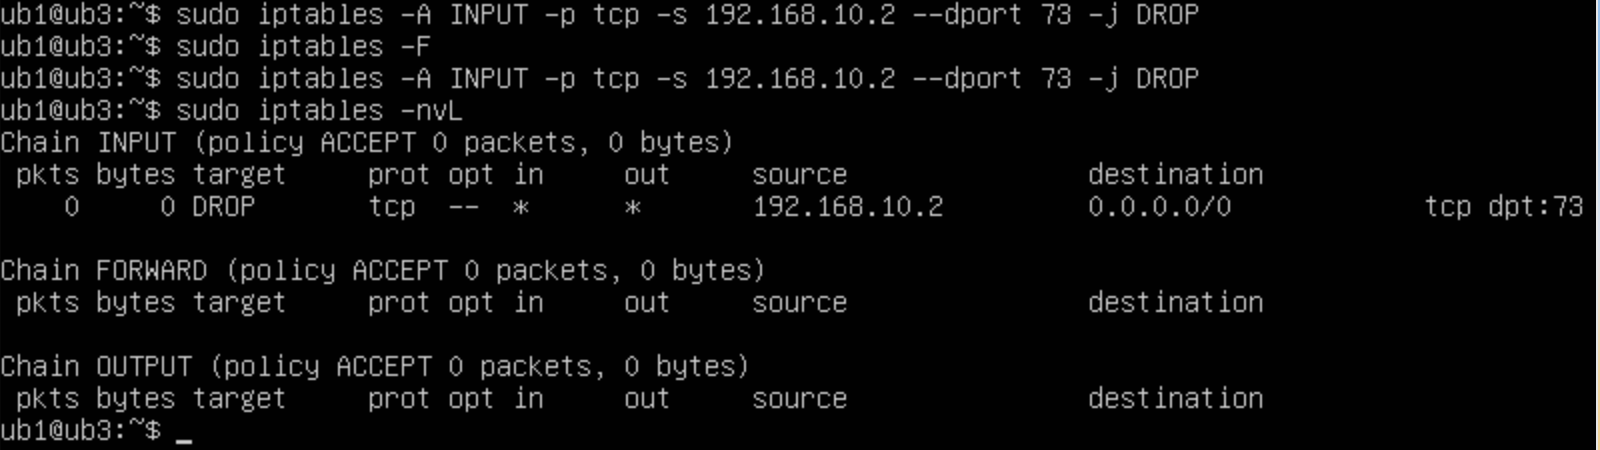 ub1@ub3:~$ sudo iptables -A INPUT -p tcp -s 192.168.10.2 --dport 73 -j DROP
ub1@ub3:~$ sudo iptables -F
ub1@ub3:~$ sudo iptables -A INPUT -p tcp -s 192.168.10.2 --dport 73 -j DROP
ub1@ub3:~$ sudo iptables -nvL
Chain INPUT (policy ACCEPT 0 packets, 0 bytes)
 pkts bytes target     prot opt in     out     source               destination
    0     0 DROP       tcp  --  *      *       192.168.10.2         0.0.0.0/0            tcp dpt:73

Chain FORWARD (policy ACCEPT 0 packets, 0 bytes)
 pkts bytes target     prot opt in     out     source               destination

Chain OUTPUT (policy ACCEPT 0 packets, 0 bytes)
 pkts bytes target     prot opt in     out     source               destination
ub1@ub3:~$ _